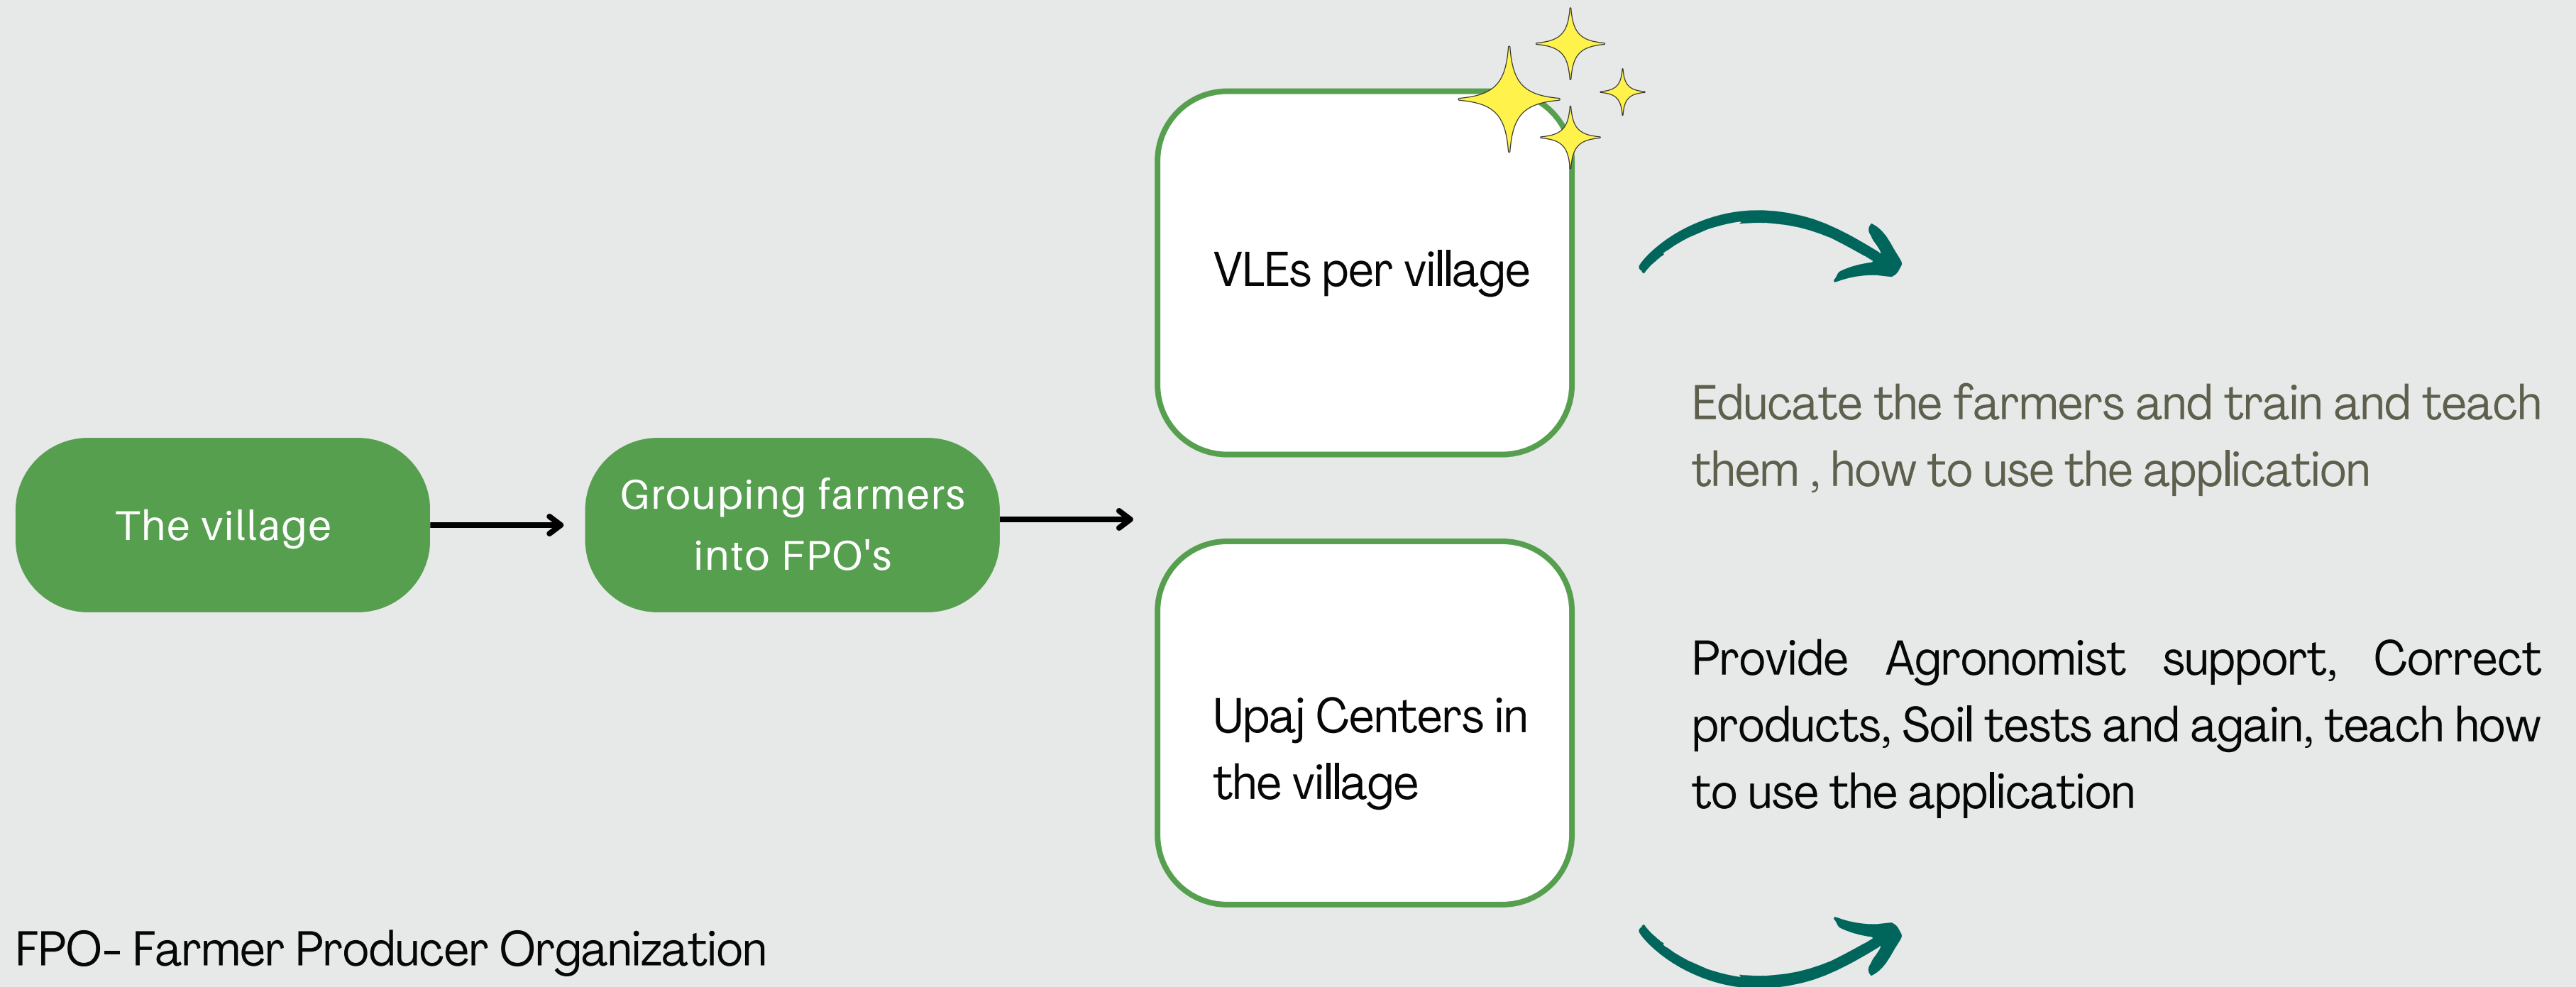 VLEs per village
Educate the farmers and train and teach
them , how to use the application
The village
Grouping farmers
into FPO's
Upaj Centers in
the village
Provide Agronomist support, Correct
products, Soil tests and again, teach how
to use the application
FPO- Farmer Producer Organization